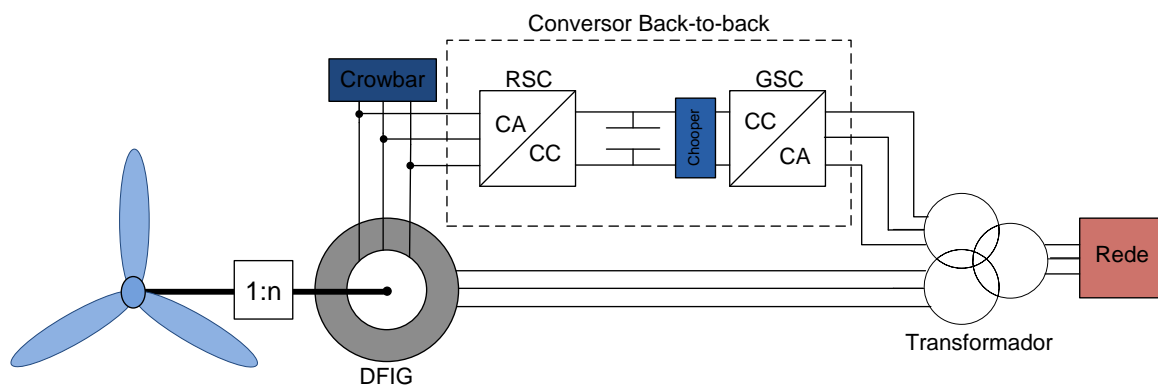 Conversor Back-to-back
Crowbar
RSC
GSC
CA
CC
Chooper
CC
CA
1:n
Rede
Transformador
DFIG